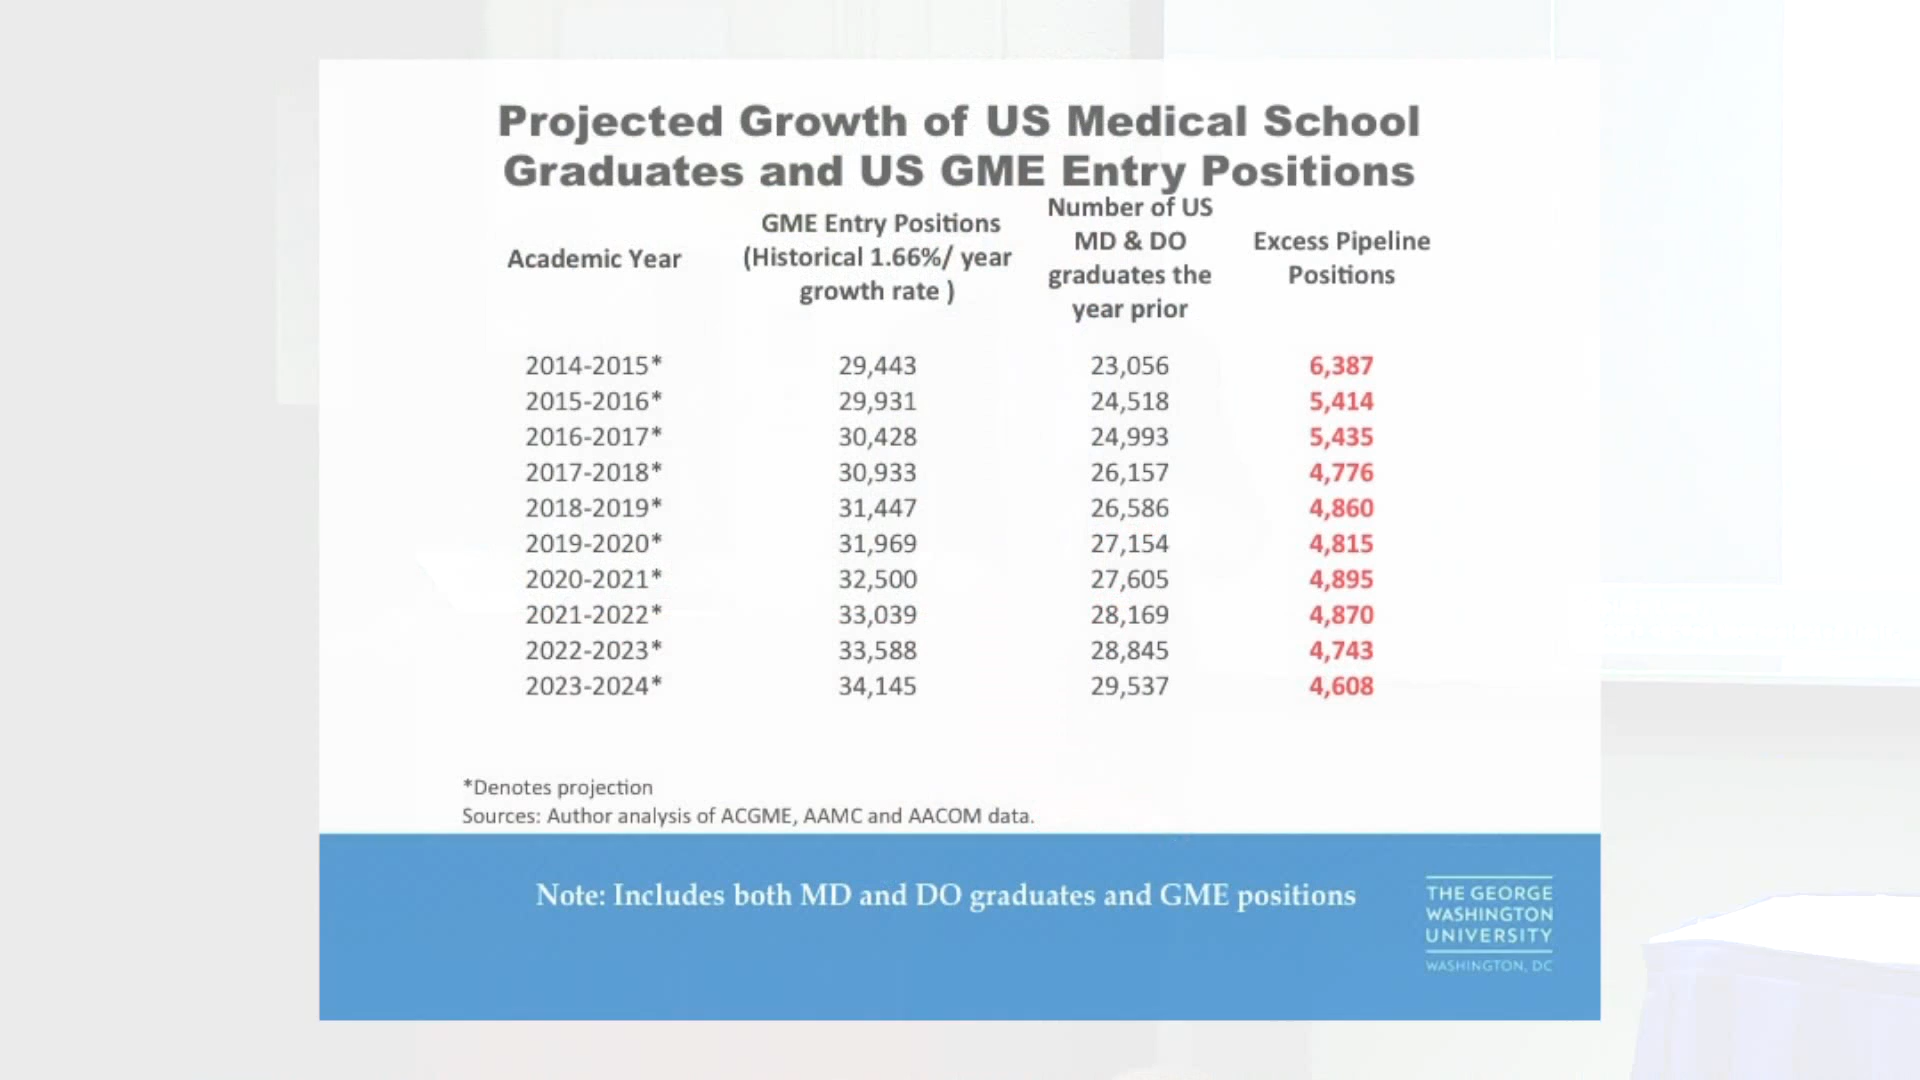 Projected Growth of US Medical School
Graduates and US GME Entry Positions
Academic Year
GME Entry Positions
(Historical 1.66%/ year
growth rate )
Number of US
MD & DO
graduates the
year prior
Excess Pipeline
Positions
2014-2015* 29,443 23,056 6,387
2015-2016* 29,931 24,518 5,414
2016-2017* 30,428 24,993 5,435
2017-2018* 30,933 26,157 4,776
2018-2019* 31,447 26,586 4,860
2019-2020* 31,969 27,154 4,815
2020-2021* 32,500 27,605 4,895
2021-2022* 33,039 28,169 4,870
2022-2023* 33,588 28,845 4,743
2023-2024* 34,145 29,537 4,608
*Denotes projection
Sources: Author analysis of ACGME, AAMC and AACOM data.
Note: Includes both MD and DO graduates and GME positions
THE GEORGE
WASHINGTON
UNIVERSITY
WASHINGTON, DC